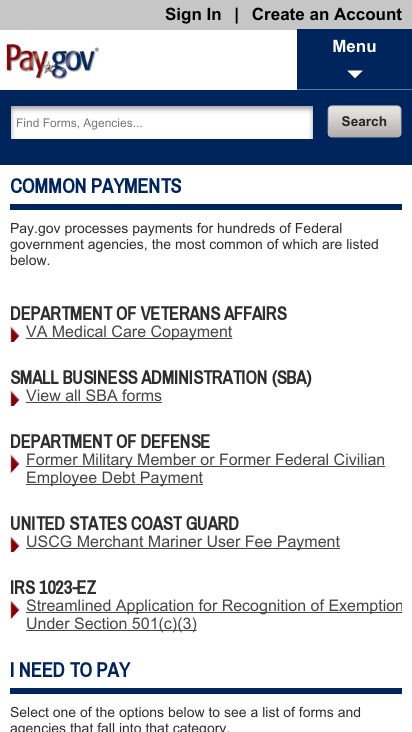 Sign In | Create an Account
Pay.gov
Menu
Find Forms, Agencies...
Search
COMMON PAYMENTS
Pay.gov processes payments for hundreds of Federal
government agencies, the most common of which are listed
below.
DEPARTMENT OF VETERANS AFFAIRS
VA Medical Care Copayment
SMALL BUSINESS ADMINISTRATION (SBA)
View all SBA forms
DEPARTMENT OF DEFENSE
Former Military Member or Former Federal Civilian
Employee Debt Payment
UNITED STATES COAST GUARD
USCG Merchant Mariner User Fee Payment
IRS 1023-EZ
Streamlined Application for Recognition of Exemption
Under Section 501(c)(3)
I NEED TO PAY
Select one of the options below to see a list of forms and
agencies that fall into that category.